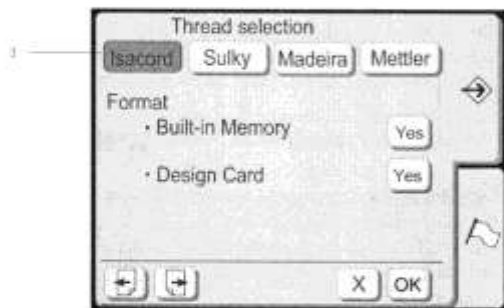 Thread selection
Isacord Sulky Madeira Mettler
Format
· Built-in Memory Yes
· Design Card Yes
X OK